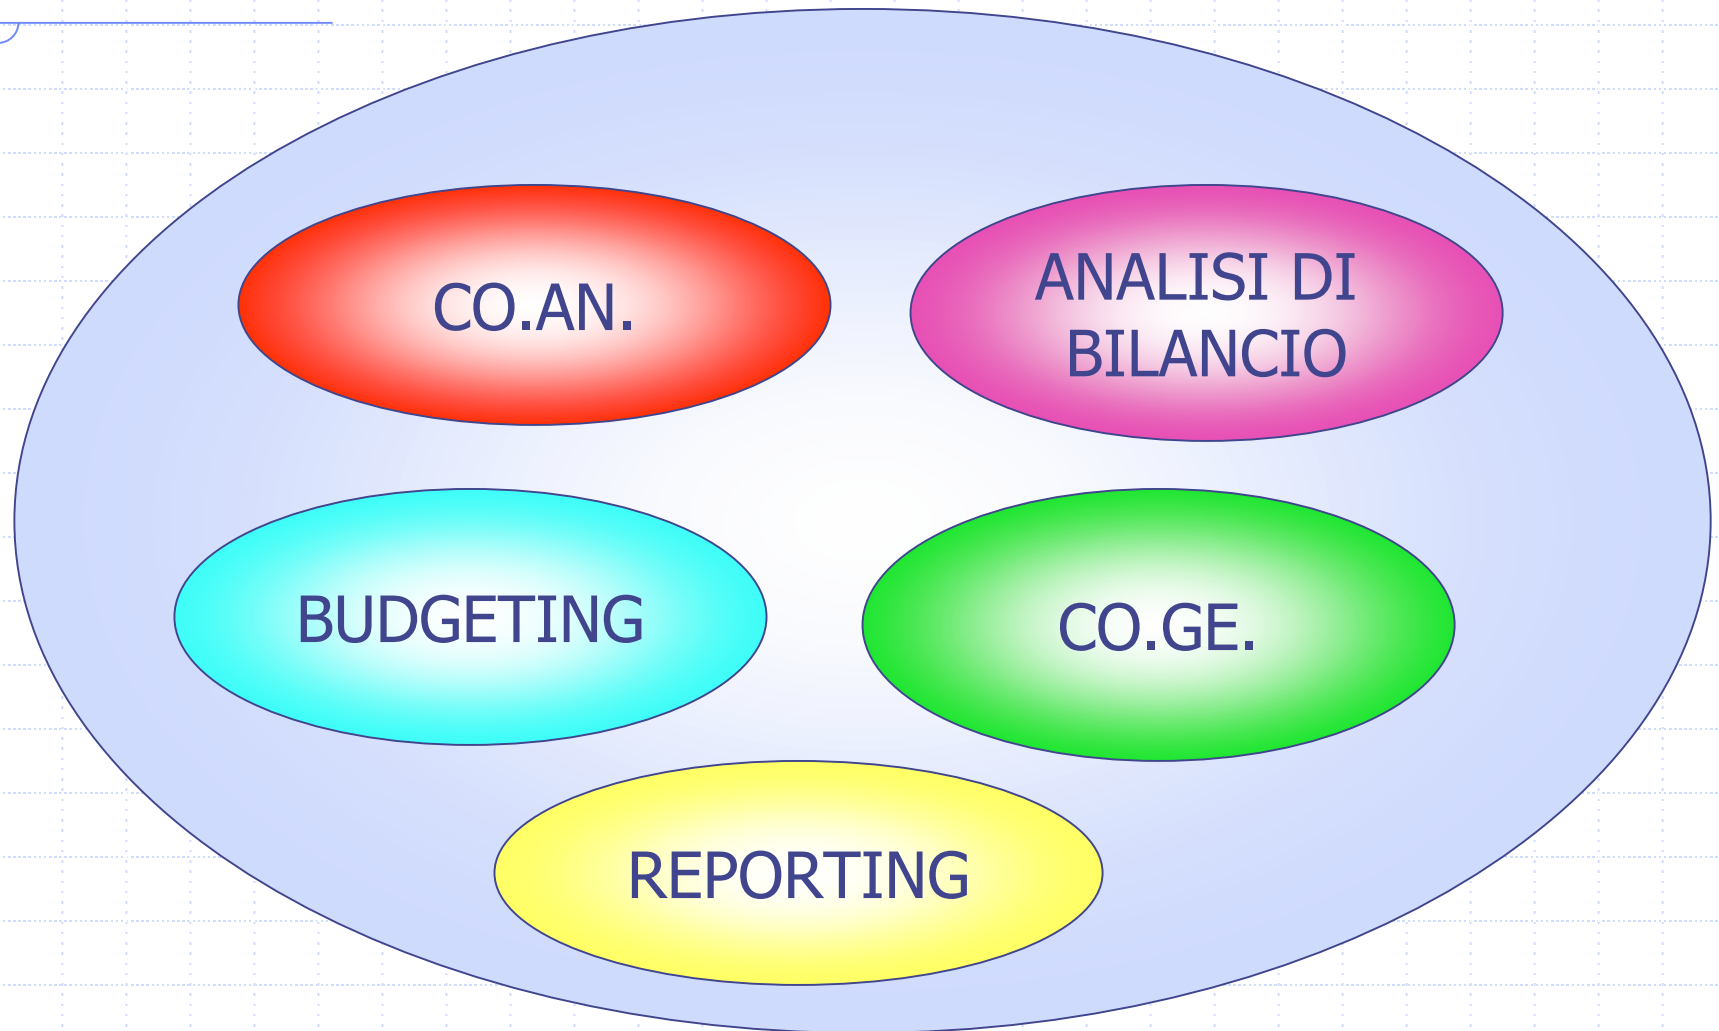 CO.AN.
ANALISI DI
BILANCIO
BUDGETING
CO.GE.
REPORTING